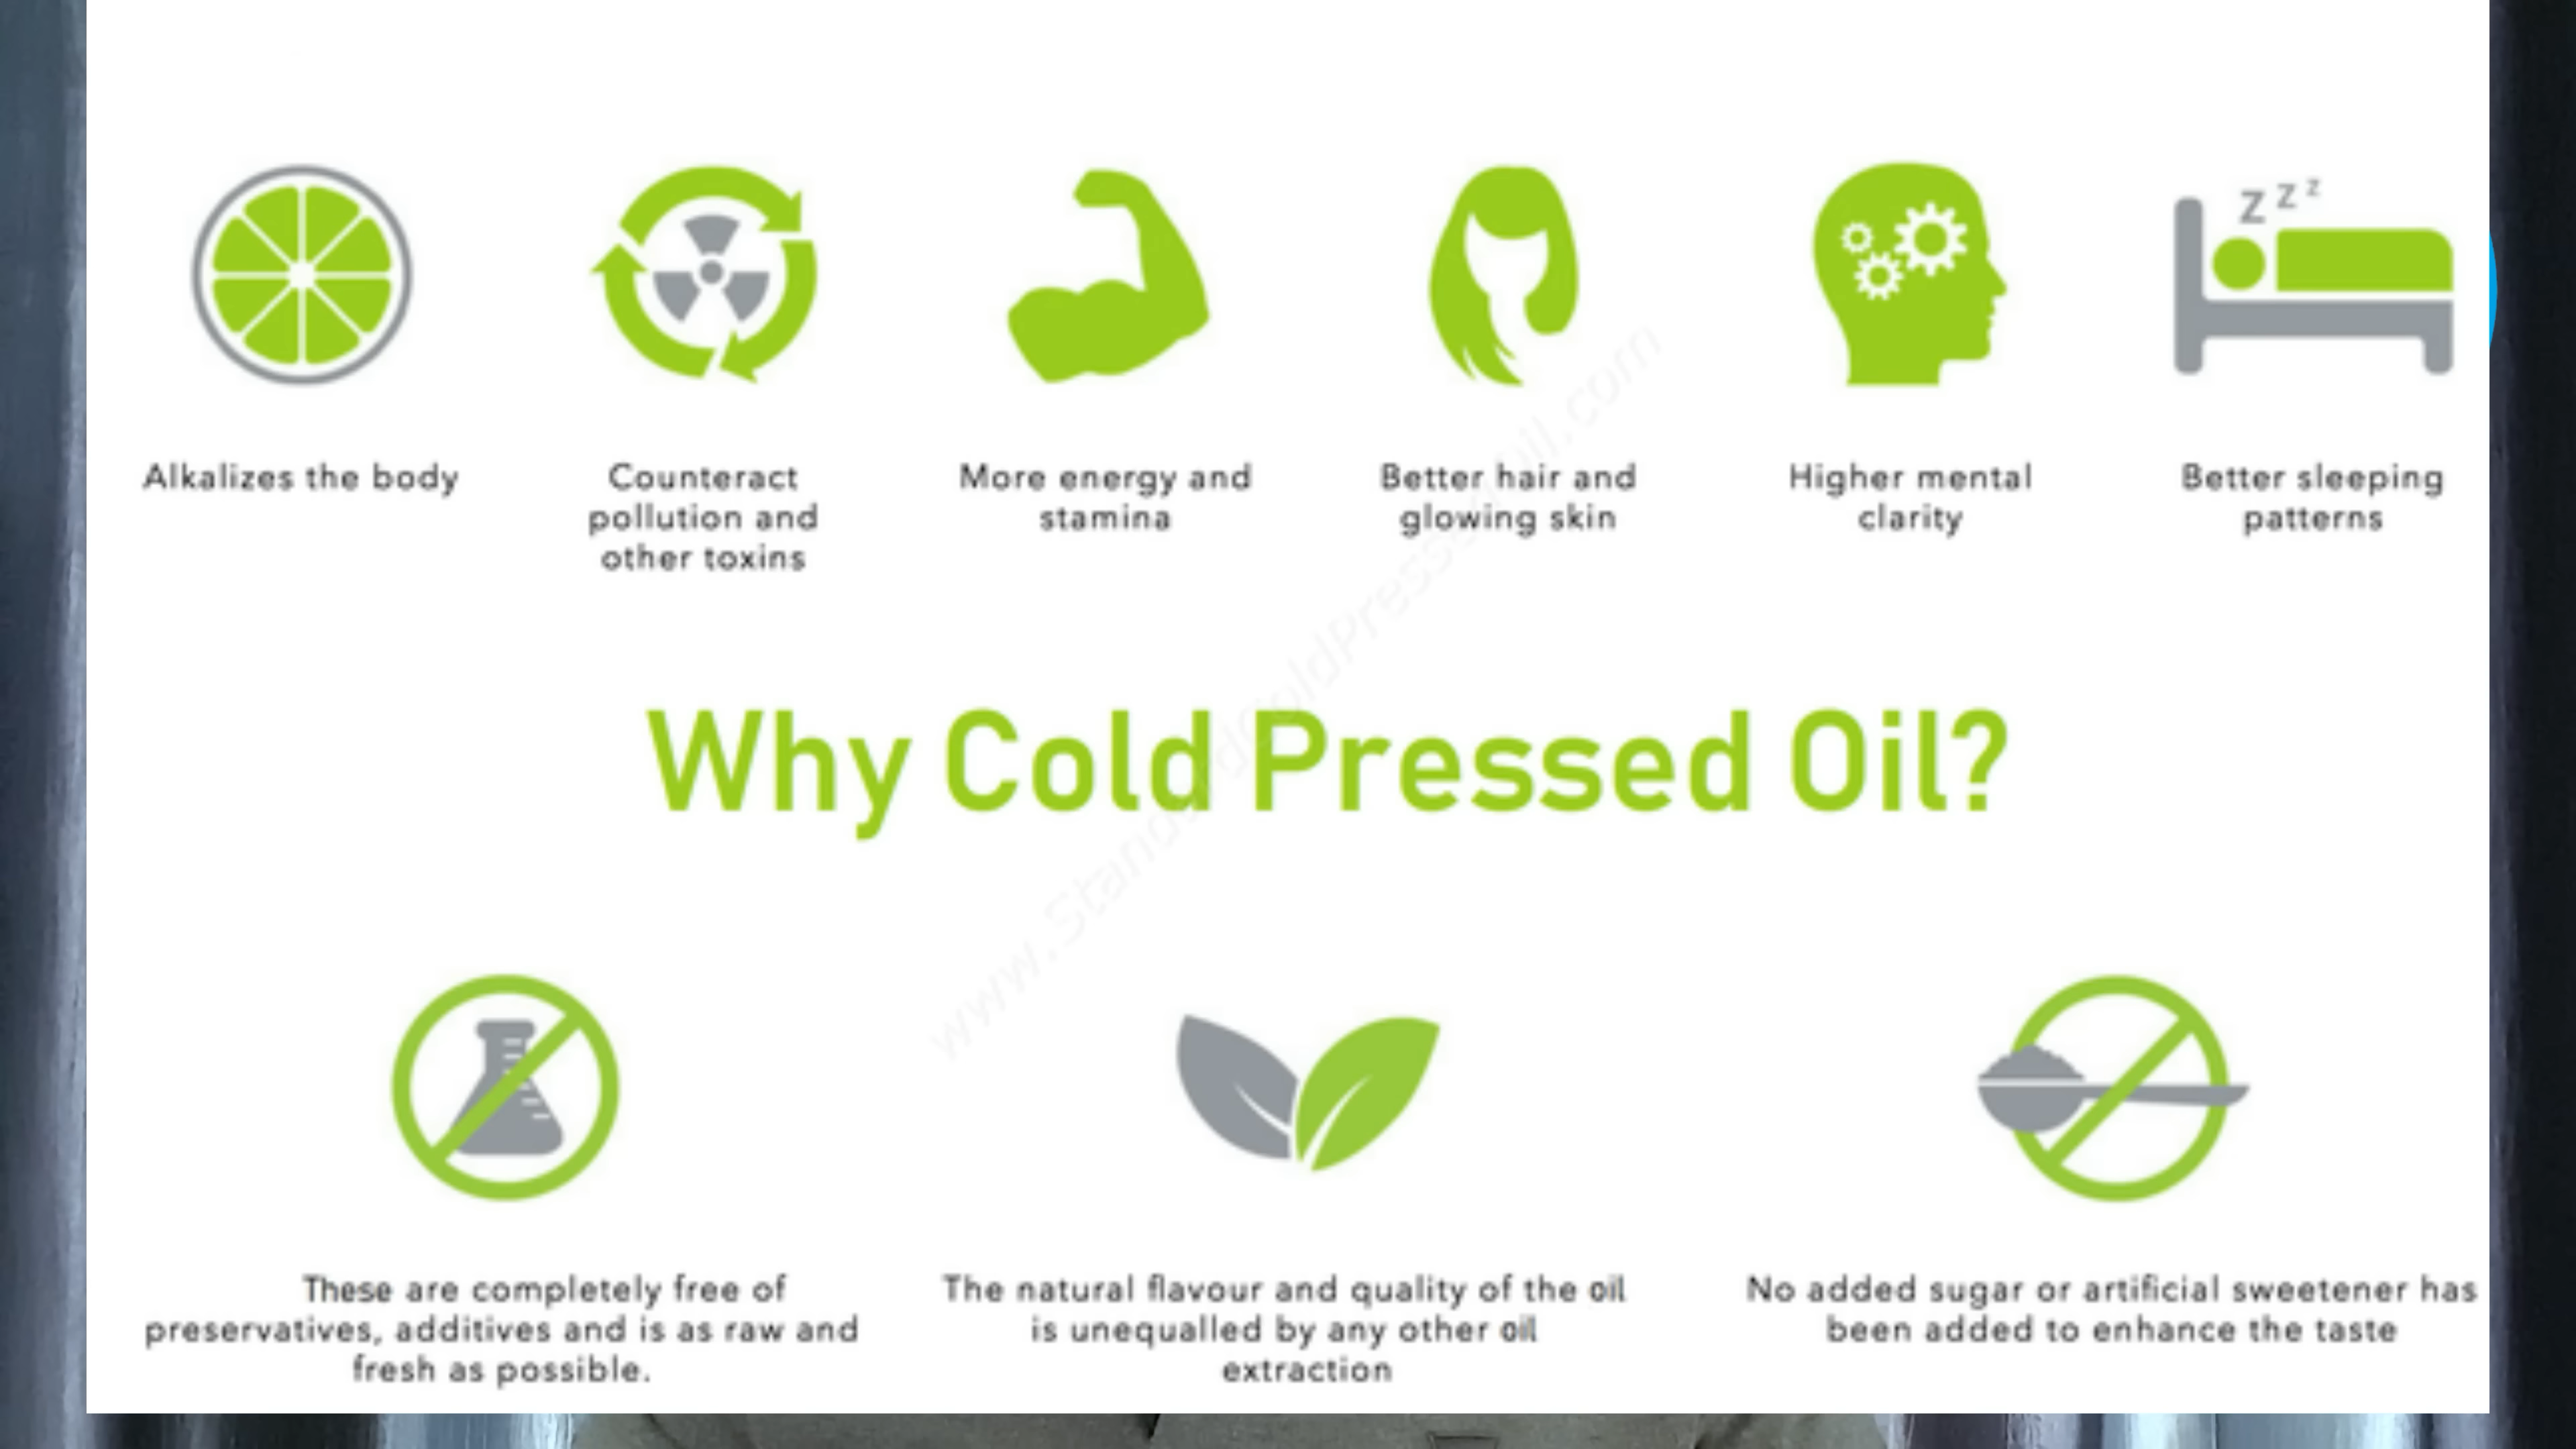 z z z
Alkalizes the body
Counteract
pollution and
other toxins
More energy and
stamina
Better hair and
glowing skin
Higher mental
clarity
Better sleeping
patterns
Why Cold Pressed Oil?
These are completely free of
preservatives, additives and is as raw and
fresh as possible.
The natural flavour and quality of the oil
is unequalled by any other oil
extraction
No added sugar or artificial sweetener has
been added to enhance the taste